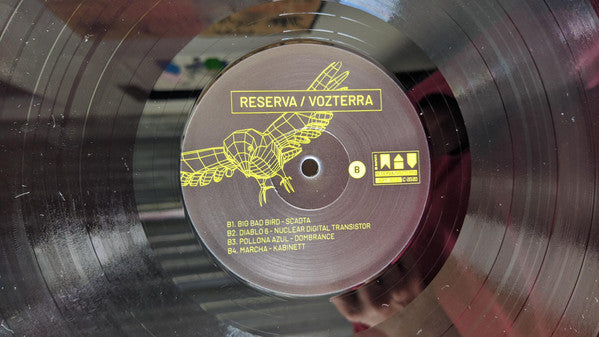 RESERVA / VOZTERRA
B
B1. BIG BAD BIRD - SCADTA
B2. DIABLO 6 - NUCLEAR DIGITAL TRANSISTOR
B3. POLLONA AZUL - DOMBRANCE
B4. MARCHA - KABINETT